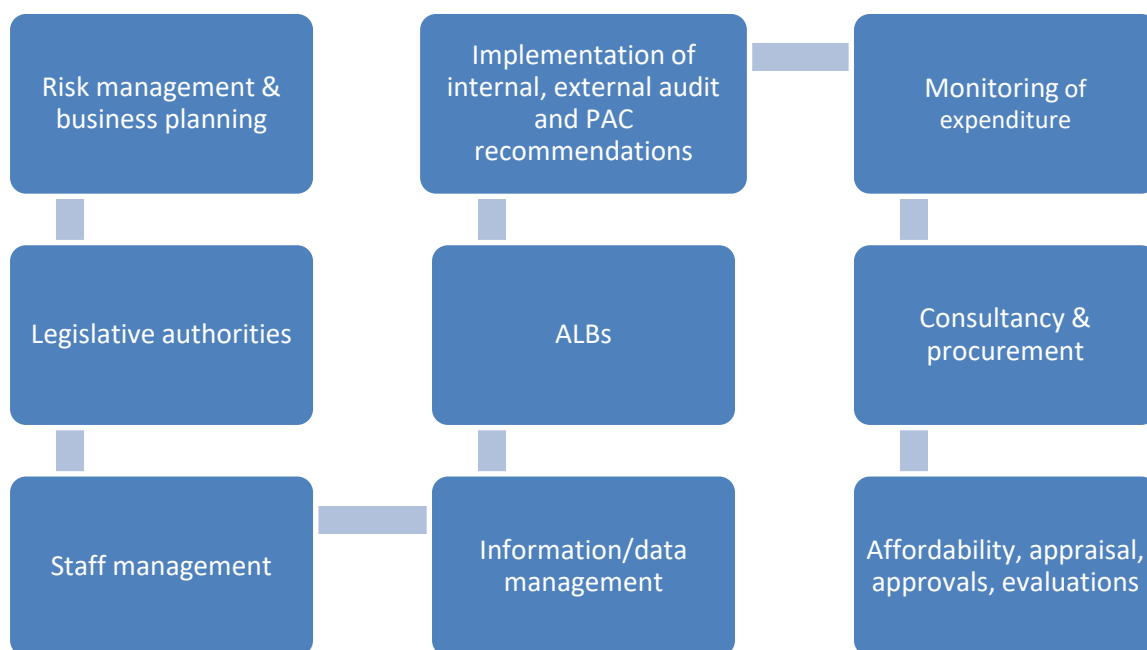 Risk management &
business planning
Legislative authorities
Staff management
Information/data
management
ALBs
Implementation of
internal, external audit
and PAC
recommendations
Monitoring of
expenditure
Consultancy &
procurement
Affordability, appraisal,
approvals, evaluations